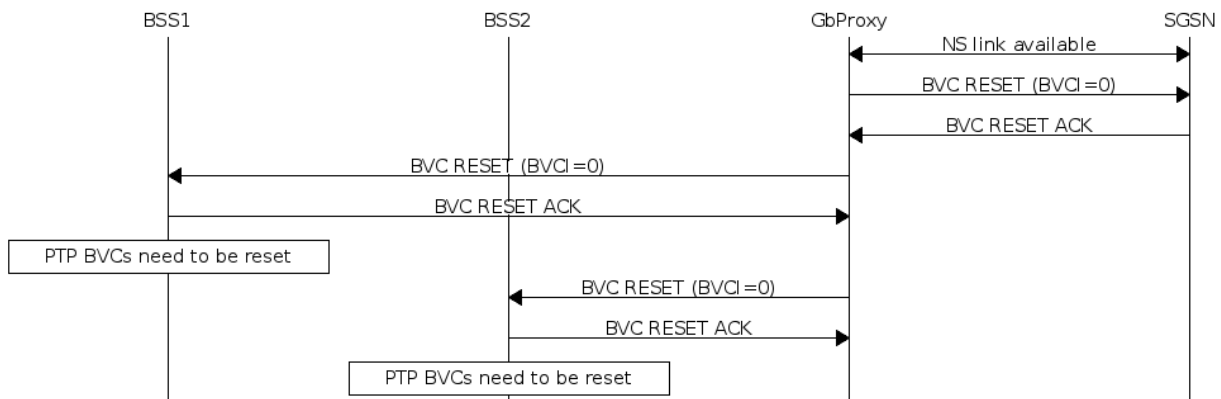 BSS1 BSS2 GbProxy SGSN
NS link available
BVC RESET (BVCI=0)
BVC RESET ACK
BVC RESET (BVCI=0)
BVC RESET ACK
PTP BVCs need to be reset
BVC RESET (BVCI=0)
BVC RESET ACK
PTP BVCs need to be reset